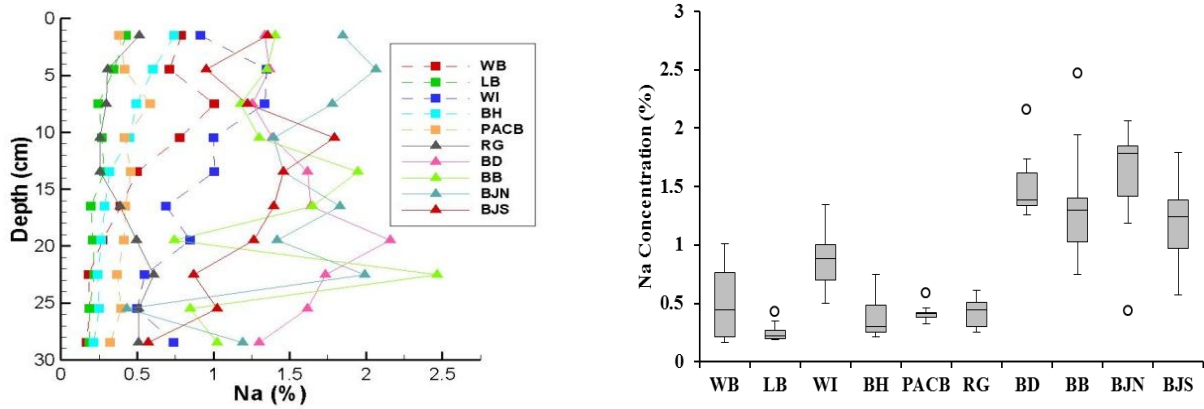 0
5
10
15
20
25
30
Depth (cm)
0 0.5 1 1.5 2 2.5
Na (%)
WB
LB
WI
BH
PACB
RG
BD
BB
BJN
BJS
3
2.5
2
1.5
1
0.5
0
Na Concentration (%)
WB LB WI BH PACB RG BD BB BJN BJS